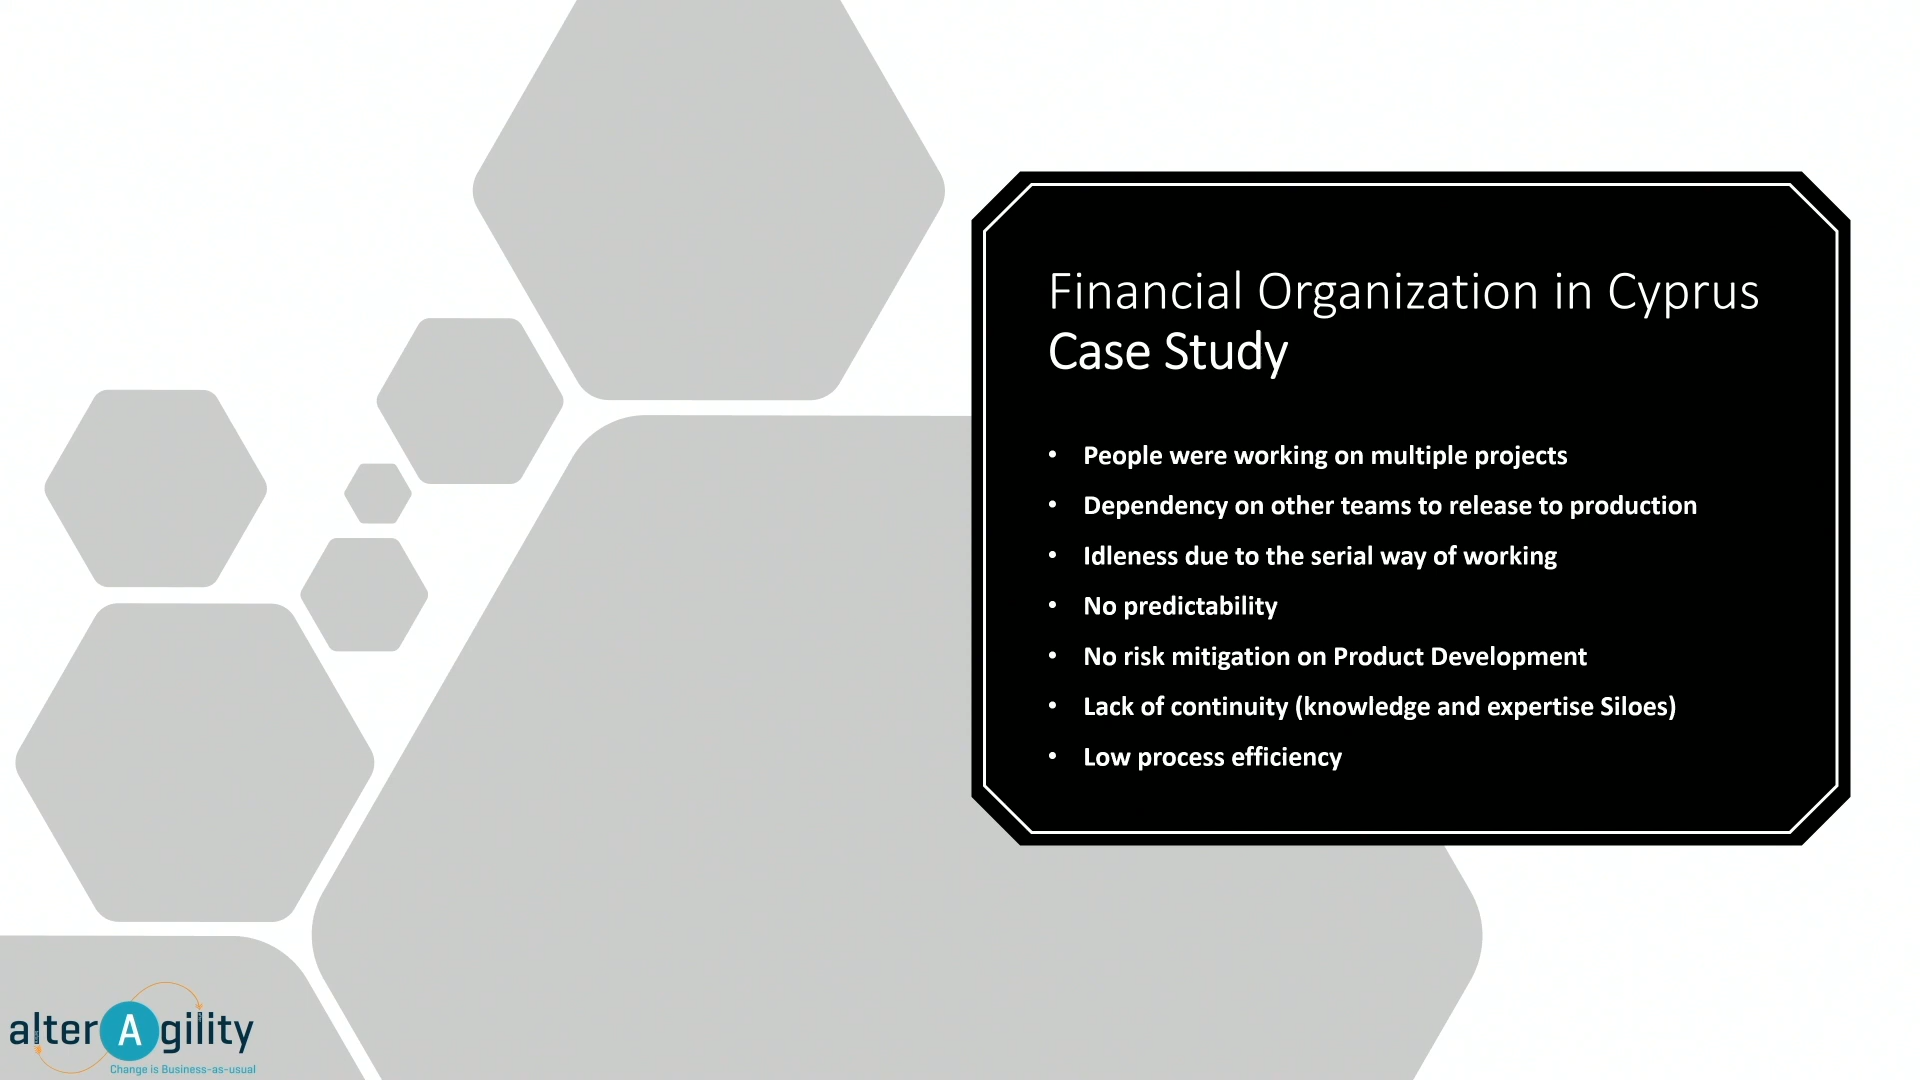 Financial Organization in Cyprus
Case Study
• People were working on multiple projects
• Dependency on other teams to release to production
• Idleness due to the serial way of working
• No predictability
• No risk mitigation on Product Development
• Lack of continuity (knowledge and expertise Siloes)
• Low process efficiency
alterAgility
Change is Business-as-usual